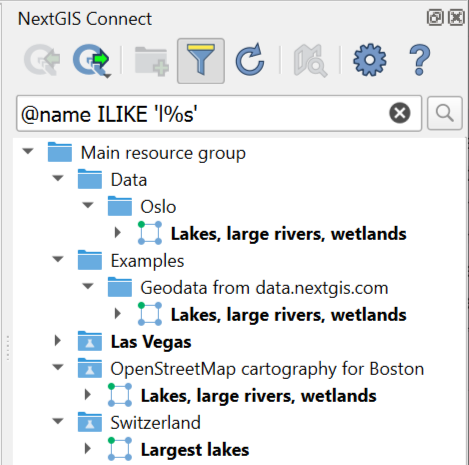 NextGIS Connect
@name ILIKE 'l%s'
Main resource group
Data
Oslo
Lakes, large rivers, wetlands
Examples
Geodata from data.nextgis.com
Lakes, large rivers, wetlands
Las Vegas
OpenStreetMap cartography for Boston
Lakes, large rivers, wetlands
Switzerland
Largest lakes